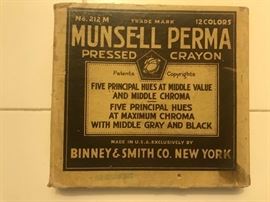 No. 212 M TRADE MARK 12 COLORS
MUNSELL PERMA
PRESSED CRAYON
Patents Copyrights
FIVE PRINCIPAL HUES AT MIDDLE VALUE
AND MIDDLE CHROMA
FIVE PRINCIPAL HUES
AT MAXIMUM CHROMA
WITH MIDDLE GRAY AND BLACK
MADE IN U.S.A. EXCLUSIVELY BY
BINNEY & SMITH CO. NEW YORK